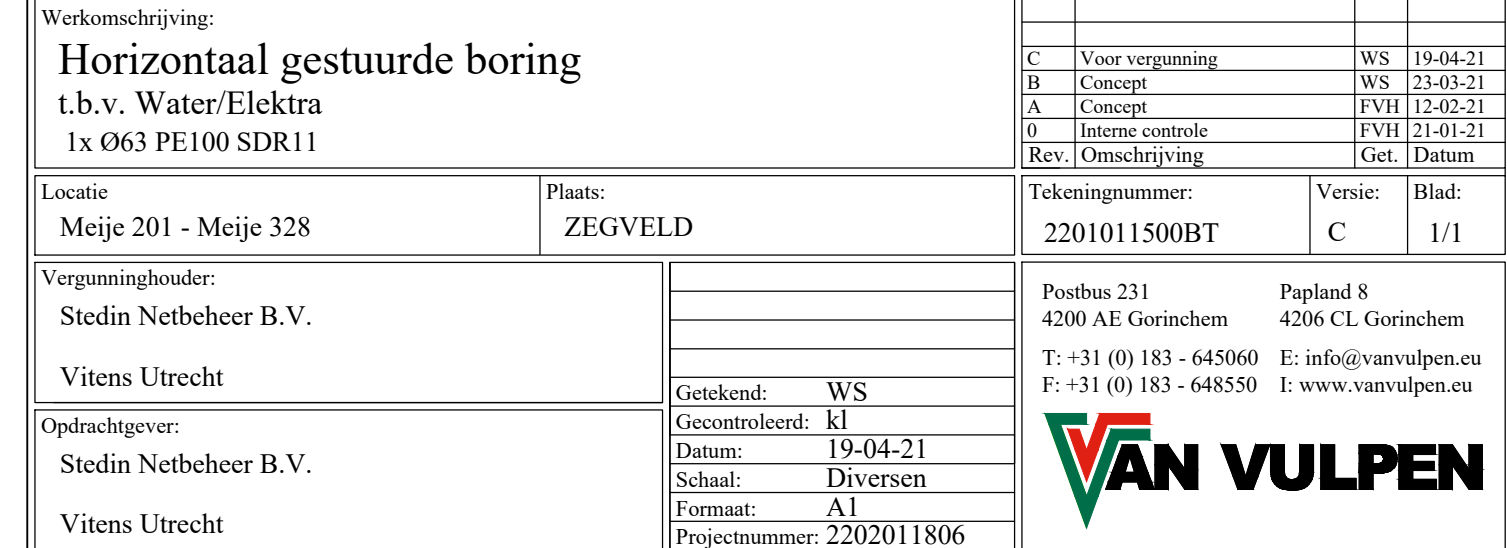 Werkomschrijving:
Horizontaal gestuurde boring
t.b.v. Water/Elektra
1x Ø63 PE100 SDR11
C Voor vergunning WS 19-04-21
B Concept WS 23-03-21
A Concept FVH 12-02-21
0 Interne controle FVH 21-01-21
Rev. Omschrijving Get. Datum
Locatie
Meije 201 - Meije 328
Plaats:
ZEGVELD
Tekeningnummer:
2201011500BT
Versie:
C
Blad:
1/1
Vergunninghouder:
Stedin Netbeheer B.V.
Vitens Utrecht
Opdrachtgever:
Stedin Netbeheer B.V.
Vitens Utrecht
Getekend: WS
Gecontroleerd: kl
Datum: 19-04-21
Schaal: Diversen
Formaat: A1
Projectnummer: 2202011806
Postbus 231
4200 AE Gorinchem
Papland 8
4206 CL Gorinchem
T: +31 (0) 183 - 645060 E: info@vanvulpen.eu
F: +31 (0) 183 - 648550 I: www.vanvulpen.eu
VAN VULPEN